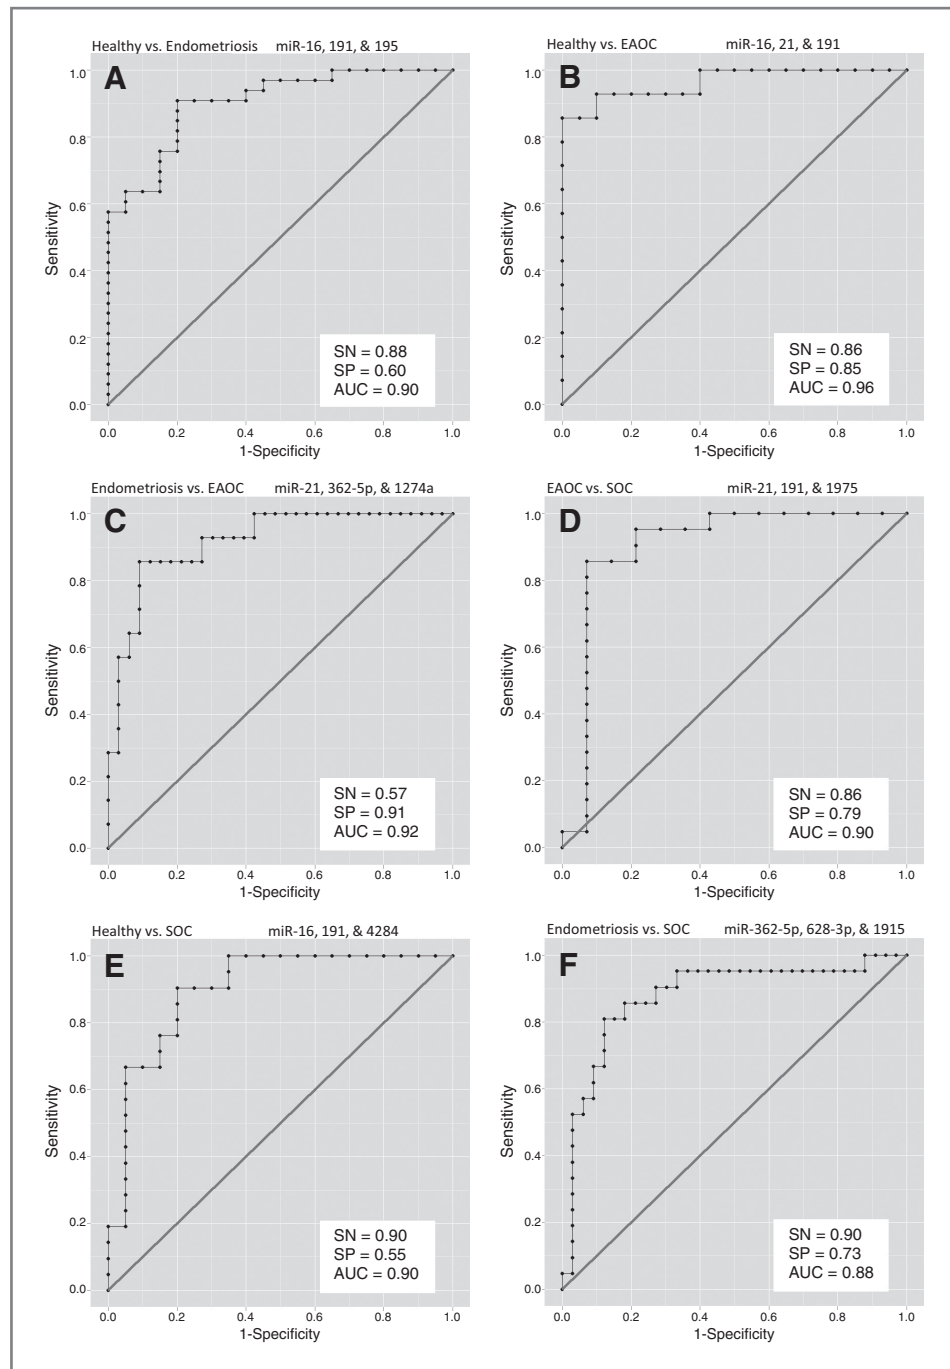 Healthy vs. Endometriosis miR-16, 191, & 195
A
1.0
0.8
0.6
0.4
0.2
0.0
Sensitivity
SN = 0.88
SP = 0.60
AUC = 0.90
0.0 0.2 0.4 0.6 0.8 1.0
1-Specificity
Healthy vs. EAOC miR-16, 21, & 191
B
1.0
0.8
0.6
0.4
0.2
0.0
Sensitivity
SN = 0.86
SP = 0.85
AUC = 0.96
0.0 0.2 0.4 0.6 0.8 1.0
1-Specificity
Endometriosis vs. EAOC miR-21, 362-5p, & 1274a
C
1.0
0.8
0.6
0.4
0.2
0.0
Sensitivity
SN = 0.57
SP = 0.91
AUC = 0.92
0.0 0.2 0.4 0.6 0.8 1.0
1-Specificity
EAOC vs. SOC miR-21, 191, & 1975
D
1.0
0.8
0.6
0.4
0.2
0.0
Sensitivity
SN = 0.86
SP = 0.79
AUC = 0.90
0.0 0.2 0.4 0.6 0.8 1.0
1-Specificity
Healthy vs. SOC miR-16, 191, & 4284
E
1.0
0.8
0.6
0.4
0.2
0.0
Sensitivity
SN = 0.90
SP = 0.55
AUC = 0.90
0.0 0.2 0.4 0.6 0.8 1.0
1-Specificity
Endometriosis vs. SOC miR-362-5p, 628-3p, & 1915
F
1.0
0.8
0.6
0.4
0.2
0.0
Sensitivity
SN = 0.90
SP = 0.73
AUC = 0.88
0.0 0.2 0.4 0.6 0.8 1.0
1-Specificity